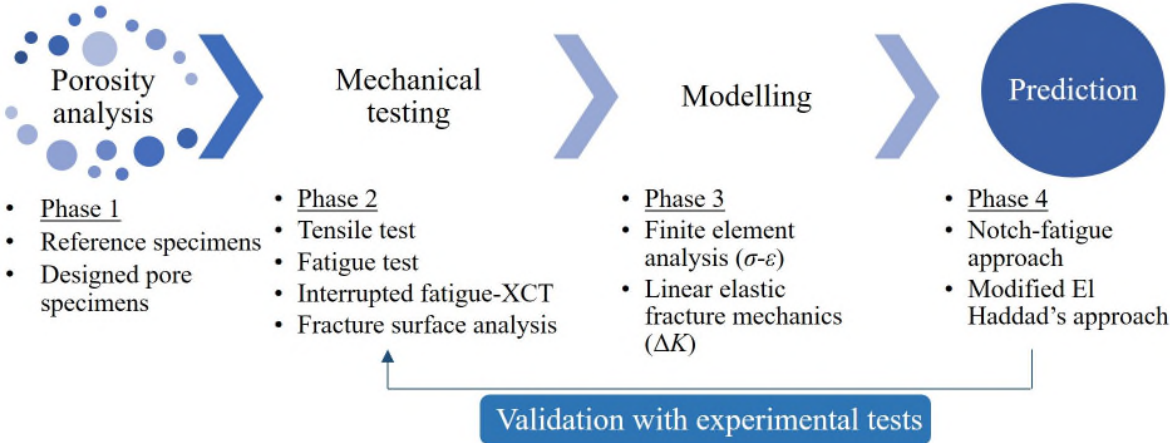 Porosity
analysis
Mechanical
testing
Modelling
Prediction
• Phase 1
• Reference specimens
• Designed pore
specimens
• Phase 2
• Tensile test
• Fatigue test
• Interrupted fatigue-XCT
• Fracture surface analysis
• Phase 3
• Finite element
analysis (σ-ε)
• Linear elastic
fracture mechanics
(ΔK)
• Phase 4
• Notch-fatigue
approach
• Modified El
Haddad’s approach
Validation with experimental tests